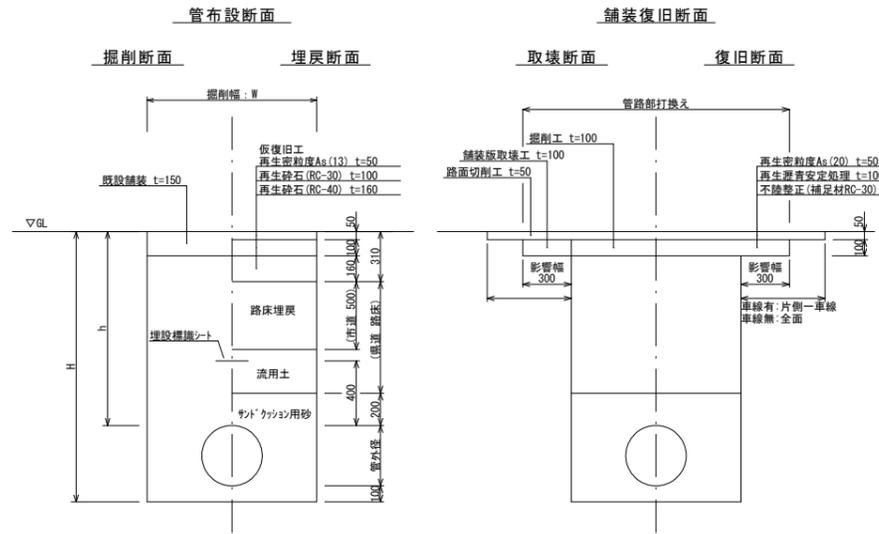 管布設断面
掘削断面
埋戻断面
掘削幅：W
仮復旧工
再生密粒度As(13) t=50
再生砕石(RC-30) t=100
再生砕石(RC-40) t=160
既設舗装 t=150
▽GL
50
100
160
310
路床埋戻
(市道 500)
(県道 路床)
埋設標識ｼｰﾄ
流用土
400
200
ｻﾝﾄﾞｸｯｼｮﾝ用砂
管外径
100
h
H
舗装復旧断面
取壊断面
復旧断面
管路部打換え
掘削工 t=100
舗装版取壊工 t=100
路面切削工 t=50
再生密粒度As(20) t=50
再生瀝青安定処理 t=100
不陸整正(補足材RC-30)
50
100
影響幅
300
影響幅
300
車線有:片側一車線
車線無:全面